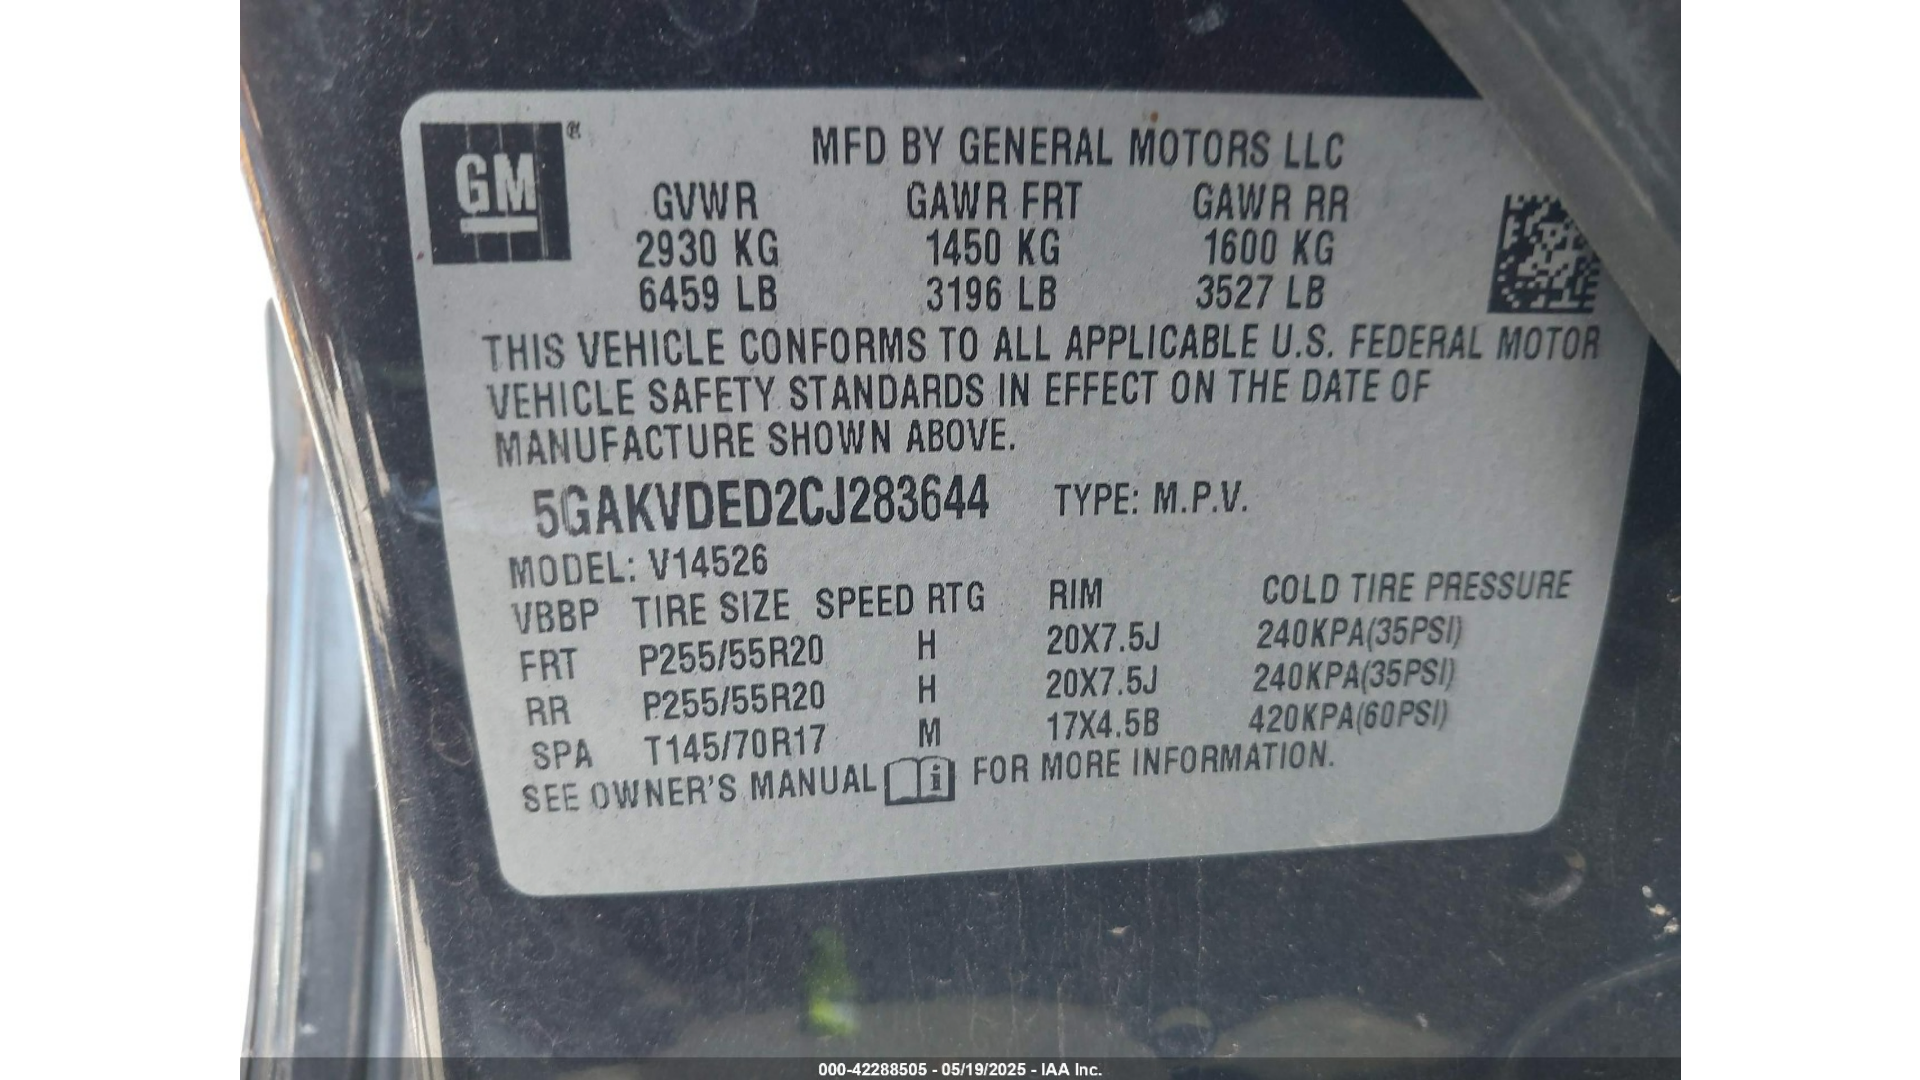 GM®
MFD BY GENERAL MOTORS LLC
GVWR GAWR FRT GAWR RR
2930 KG 1450 KG 1600 KG
6459 LB 3196 LB 3527 LB
THIS VEHICLE CONFORMS TO ALL APPLICABLE U.S. FEDERAL MOTOR
VEHICLE SAFETY STANDARDS IN EFFECT ON THE DATE OF
MANUFACTURE SHOWN ABOVE.
5GAKVDED2CJ283644 TYPE: M.P.V.
MODEL: V14526
VBBP TIRE SIZE SPEED RTG RIM COLD TIRE PRESSURE
FRT P255/55R20 H 20X7.5J 240KPA(35PSI)
RR P255/55R20 H 20X7.5J 240KPA(35PSI)
SPA T145/70R17 M 17X4.5B 420KPA(60PSI)
SEE OWNER'S MANUAL i FOR MORE INFORMATION.
000-42288505 - 05/19/2025 - IAA Inc.